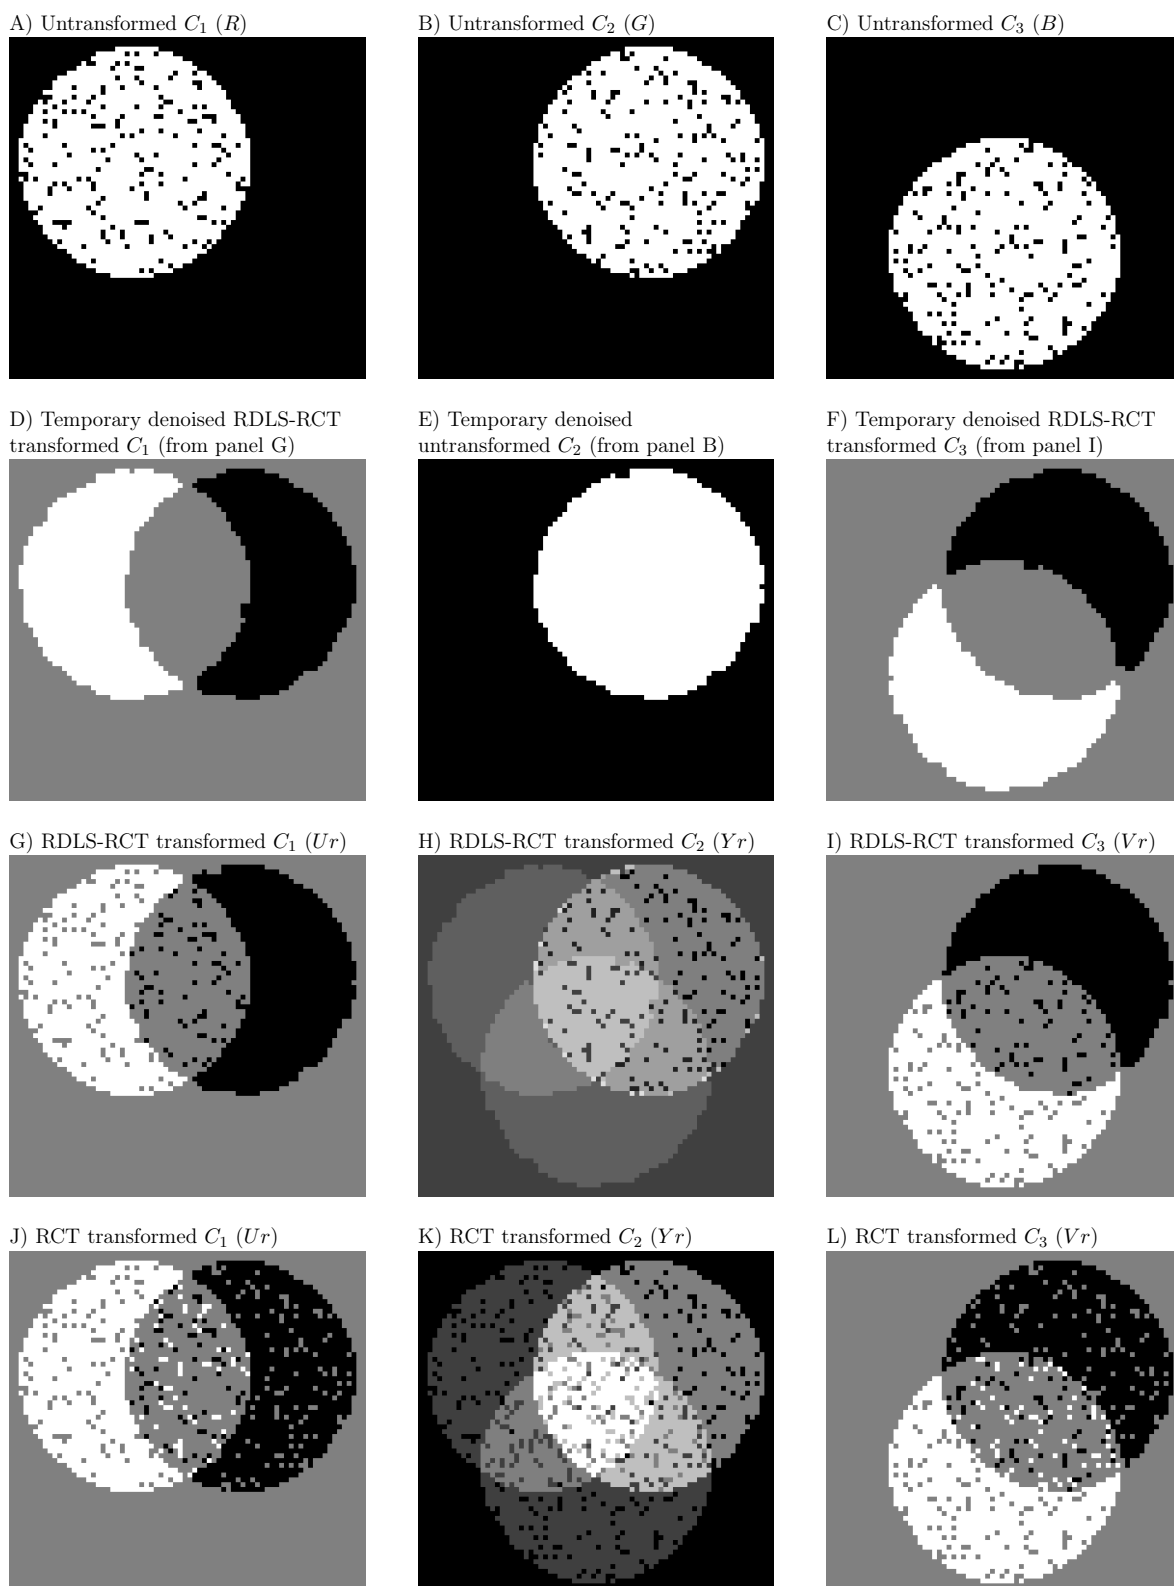 A) Untransformed C₁ (R)
B) Untransformed C₂ (G)
C) Untransformed C₃ (B)
D) Temporary denoised RDLS-RCT
transformed C₁ (from panel G)
E) Temporary denoised
untransformed C₂ (from panel B)
F) Temporary denoised RDLS-RCT
transformed C₃ (from panel I)
G) RDLS-RCT transformed C₁ (Ur)
H) RDLS-RCT transformed C₂ (Yr)
I) RDLS-RCT transformed C₃ (Vr)
J) RCT transformed C₁ (Ur)
K) RCT transformed C₂ (Yr)
L) RCT transformed C₃ (Vr)